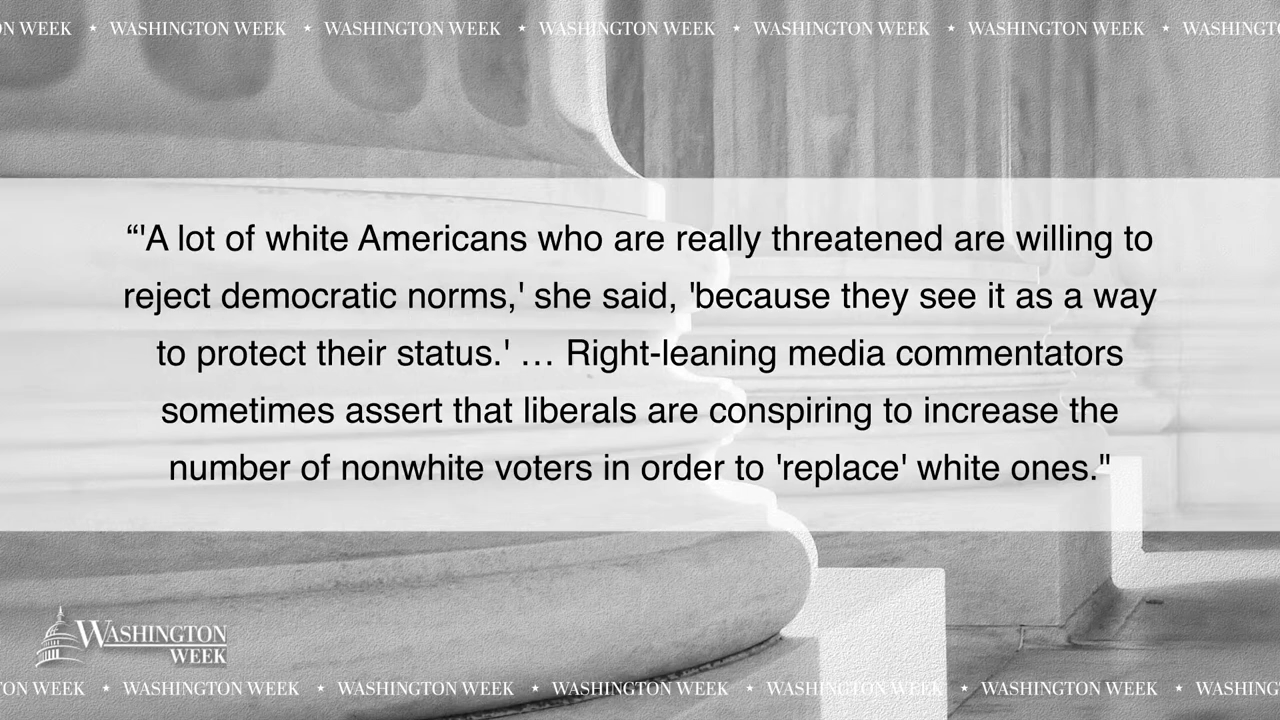 ON WEEK ★ WASHINGTON WEEK ★ WASHINGTON WEEK ★ WASHINGTON WEEK ★ WASHINGTON WEEK ★ WASHINGTON WEEK ★ WASHINGT
“'A lot of white Americans who are really threatened are willing to
reject democratic norms,' she said, 'because they see it as a way
to protect their status.' … Right-leaning media commentators
sometimes assert that liberals are conspiring to increase the
number of nonwhite voters in order to 'replace' white ones."
WASHINGTON
WEEK
ON WEEK ★ WASHINGTON WEEK ★ WASHINGTON WEEK ★ WASHINGTON WEEK ★ WASHINGTON WEEK ★ WASHINGTON WEEK ★ WASHING